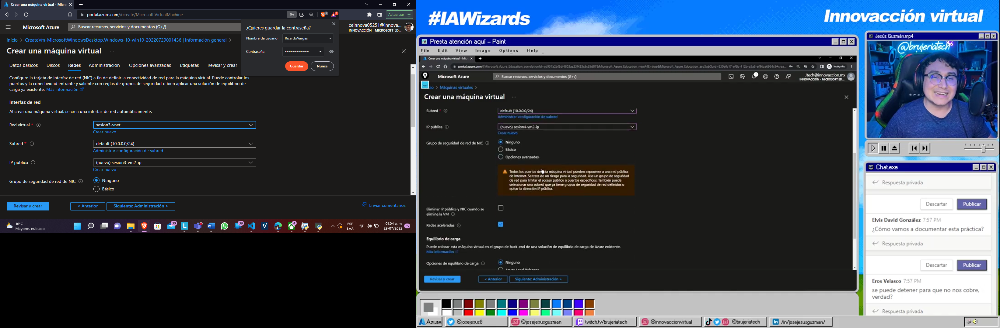 Crear una máquina virtual - Micr
portal.azure.com/#create/Microsoft.VirtualMachine
Actualizar
Microsoft Azure
Buscar recursos, servicios y documentos (G+/)
ceinnova05251@innova...
INNOVACCIÓN - MICROSOFT ED...
¿Quieres guardar la contraseña?
Nombre de usuario
RicardoVargas
Contraseña
••••••••••••
Guardar
Nunca
Inicio > CreateVm-MicrosoftWindowsDesktop.Windows-10-win10-20220729001436 | Información general >
Crear una máquina virtual ...
Datos básicos Discos Redes Administración Opciones avanzadas Etiquetas Revisar y crear
Configure la tarjeta de interfaz de red (NIC) a fin de definir la conectividad de red para la máquina virtual. Puede controlar los
puertos y la conectividad entrante y saliente con reglas de grupos de seguridad o bien aplicar una solución de equilibrio de
carga ya existente. Más información
Interfaz de red
Al crear una máquina virtual, se crea una interfaz de red automáticamente.
Red virtual *
sesion3-vnet
Crear nuevo
Subred *
default (10.0.0.0/24)
Administrar configuración de subred
IP pública
(nuevo) sesion3-vm2-ip
Crear nuevo
Grupo de seguridad de red de NIC
Ninguno
Básico
Revisar y crear
< Anterior
Siguiente: Administración >
Enviar comentarios
16°C
Mayorm. nublado
30
39
4
ESP
LAA
01:04 a. m.
29/07/2022
25
#IAWizards
Innovacción virtual
Presta atención aquí – Paint
File Edit View Image Options Help
Crear una máquina virtual - Mic
Incógnito
Microsoft Azure
Buscar recursos, servicios y documentos (G+/)
Jtech@innovaccion.mx
INNOVACCIÓN - MICROSOFT ED...
Máquinas virtuales >
Crear una máquina virtual ...
Subred *
default (10.0.0.0/24)
Administrar configuración de subred
IP pública
(nuevo) sesion4-vm2-ip
Crear nuevo
Grupo de seguridad de red de NIC
Ninguno
Básico
Opciones avanzadas
Todos los puertos de máquina virtual pueden exponerse a una red pública
de Internet. Se trata de un riesgo para la seguridad. Use un grupo de seguridad
de red para limitar el acceso público a puertos específicos. También puede
seleccionar una subred que ya tiene grupos de seguridad de red definidos o
quitar la dirección IP pública.
Eliminar IP pública y NIC cuando se
elimine la VM
Redes aceleradas
Equilibrio de carga
Puede colocar esta máquina virtual en el grupo de back-end de una solución de equilibrio de carga de Azure existente.
Más información
Opciones de equilibrio de carga
Ninguno
Azure Load Balancer
Revisar y crear
< Anterior
Siguiente: Administración >
Jesús Guzmán.mp4
@brujeriatech
Chat.exe
Respuesta privada
Descartar
Publicar
Elvis David González 7:57 PM
¿Cómo vamos a documentar esta práctica?
Respuesta privada
Descartar
Publicar
Eros Velasco 7:57 PM
se puede detener para que no nos cobre,
verdad?
Respuesta privada
Azure
@josejesus8
@josejesusguzman
twitch.tv/brujeriatech
@innovaccionvirtual
@brujeriatech
/in/josejesusguzman/